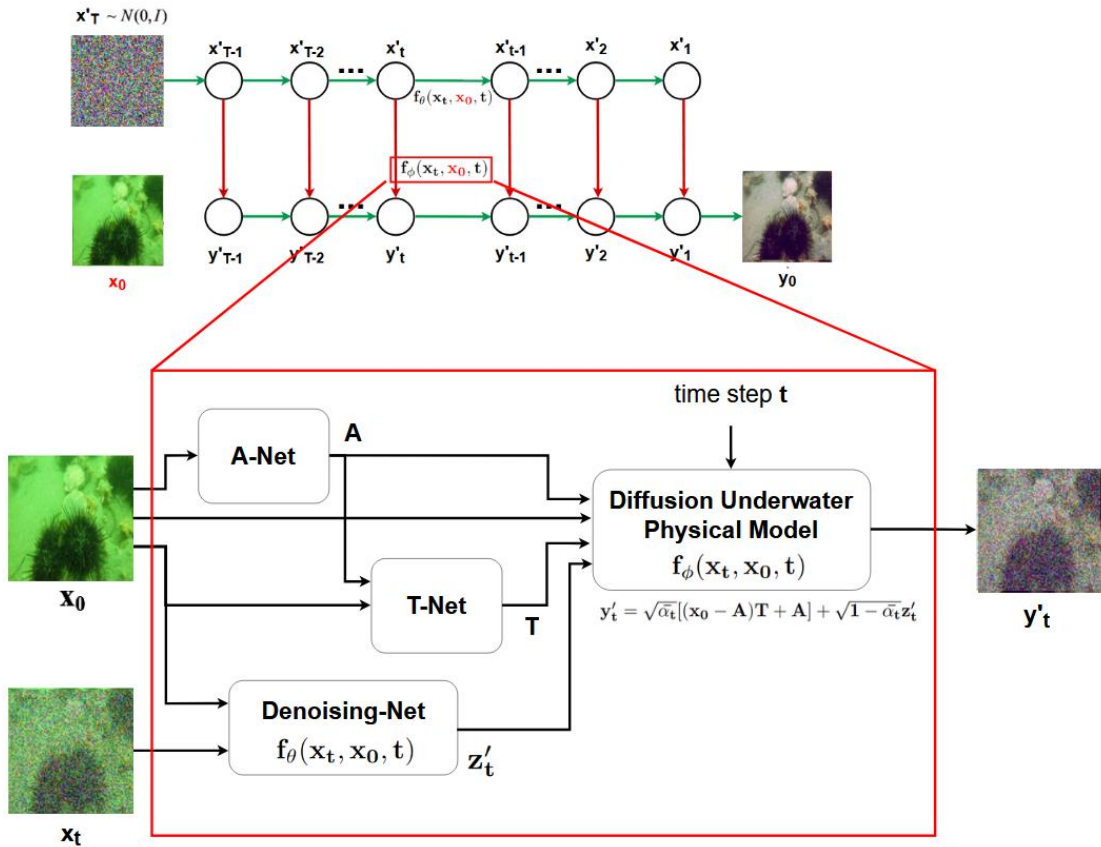 x'T ~ N(0,I)
x'T-1 x'T-2 x't x't-1 x'2 x'1
... ...
fθ(xt, x0, t)
fϕ(xt, x0, t)
... ...
y'T-1 y'T-2 y't y't-1 y'2 y'1
x0
y0
time step t
A-Net
A
Diffusion Underwater
Physical Model
fϕ(xt, x0, t)
y′t = √ᾱt[(x0 − A)T + A] + √1 − ᾱt z′t
x0
T-Net
T
y't
Denoising-Net
fθ(xt, x0, t)
z′t
xt